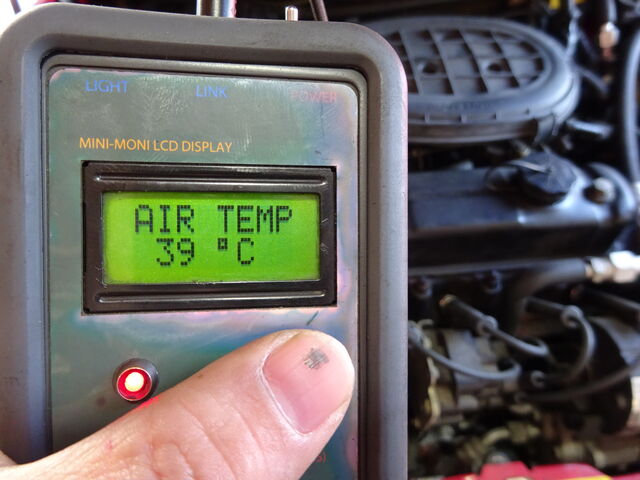 LIGHT LINK POWER
MINI-MONI LCD DISPLAY
AIR TEMP
39 °C